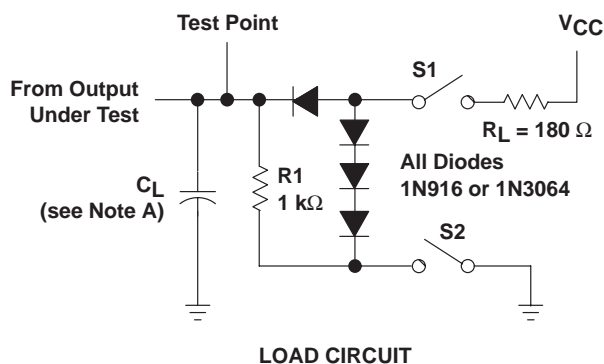 Test Point
VCC
S1
From Output
Under Test
RL = 180 Ω
R1
1 kΩ
All Diodes
1N916 or 1N3064
CL
(see Note A)
S2
LOAD CIRCUIT